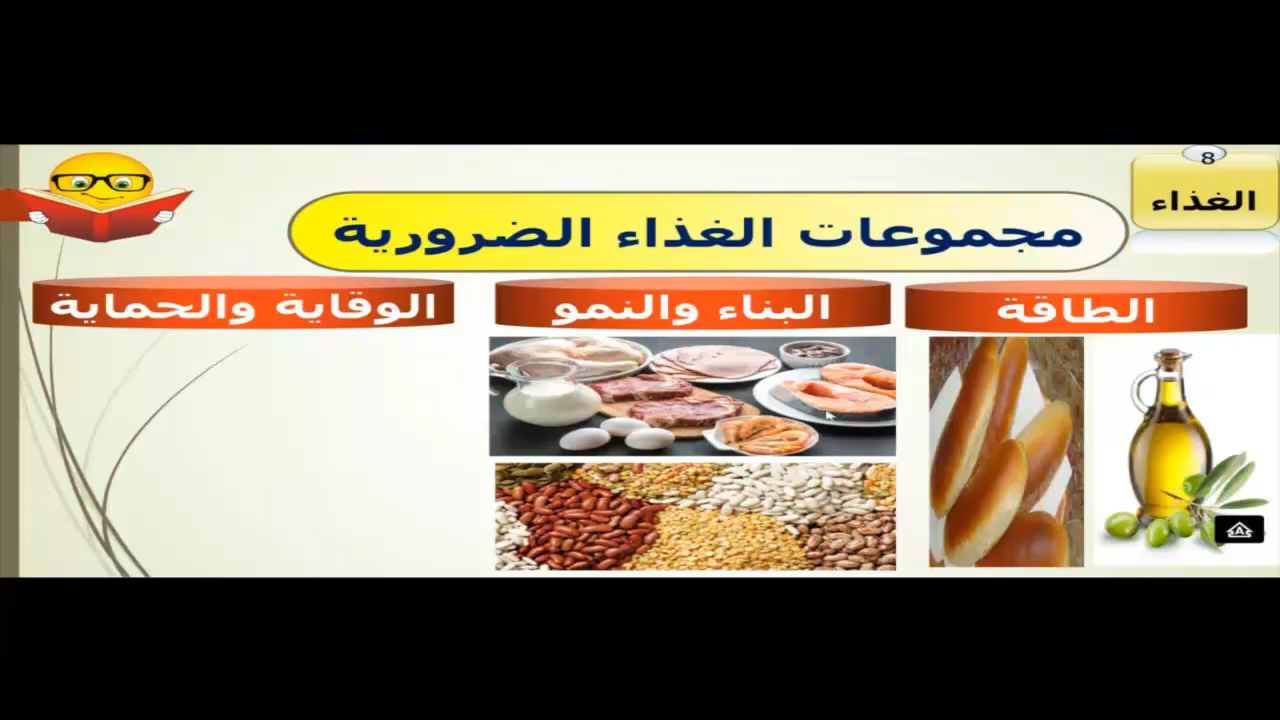 8
الغذاء
مجموعات الغذاء الضرورية
الطاقة
البناء والنمو
الوقاية والحماية